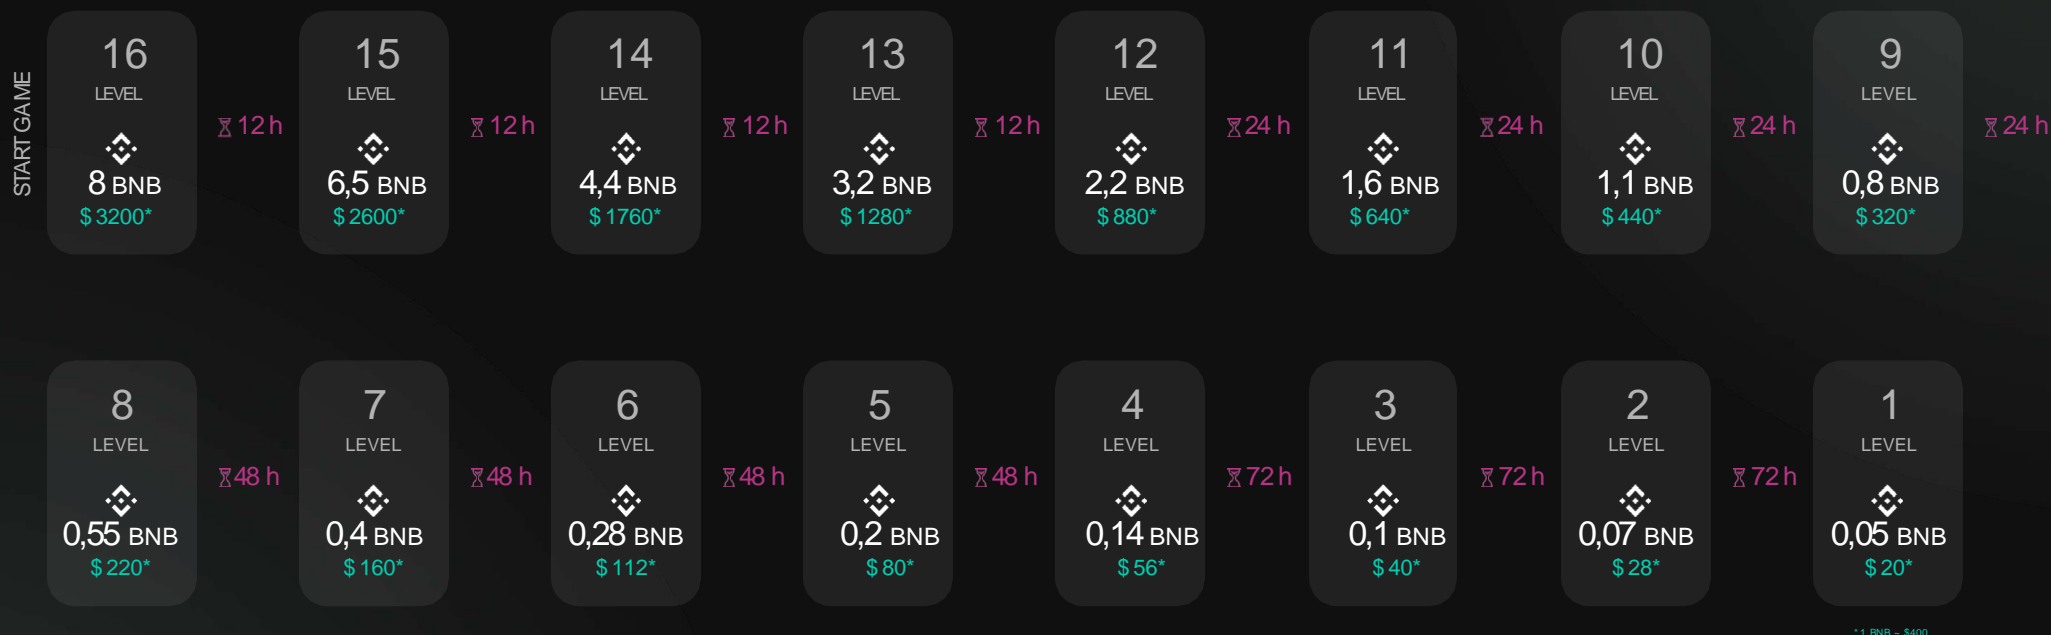 START GAME
16
LEVEL
8 BNB
$ 3200*
12 h
15
LEVEL
6,5 BNB
$ 2600*
12 h
14
LEVEL
4,4 BNB
$ 1760*
12 h
13
LEVEL
3,2 BNB
$ 1280*
12 h
12
LEVEL
2,2 BNB
$ 880*
24 h
11
LEVEL
1,6 BNB
$ 640*
24 h
10
LEVEL
1,1 BNB
$ 440*
24 h
9
LEVEL
0,8 BNB
$ 320*
24 h
8
LEVEL
0,55 BNB
$ 220*
48 h
7
LEVEL
0,4 BNB
$ 160*
48 h
6
LEVEL
0,28 BNB
$ 112*
48 h
5
LEVEL
0,2 BNB
$ 80*
48 h
4
LEVEL
0,14 BNB
$ 56*
72 h
3
LEVEL
0,1 BNB
$ 40*
72 h
2
LEVEL
0,07 BNB
$ 28*
72 h
1
LEVEL
0,05 BNB
$ 20*
* 1 BNB ~ $400